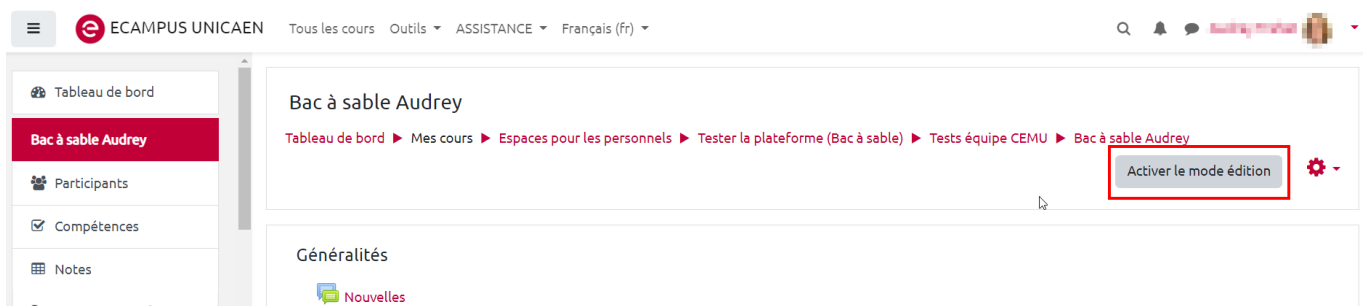 ECAMPUS UNICAEN Tous les cours Outils ASSISTANCE Français (fr)
Tableau de bord
Bac à sable Audrey
Participants
Compétences
Notes
Bac à sable Audrey
Tableau de bord ► Mes cours ► Espaces pour les personnels ► Tester la plateforme (Bac à sable) ► Tests équipe CEMU ► Bac à sable Audrey
Activer le mode édition
Généralités
Nouvelles